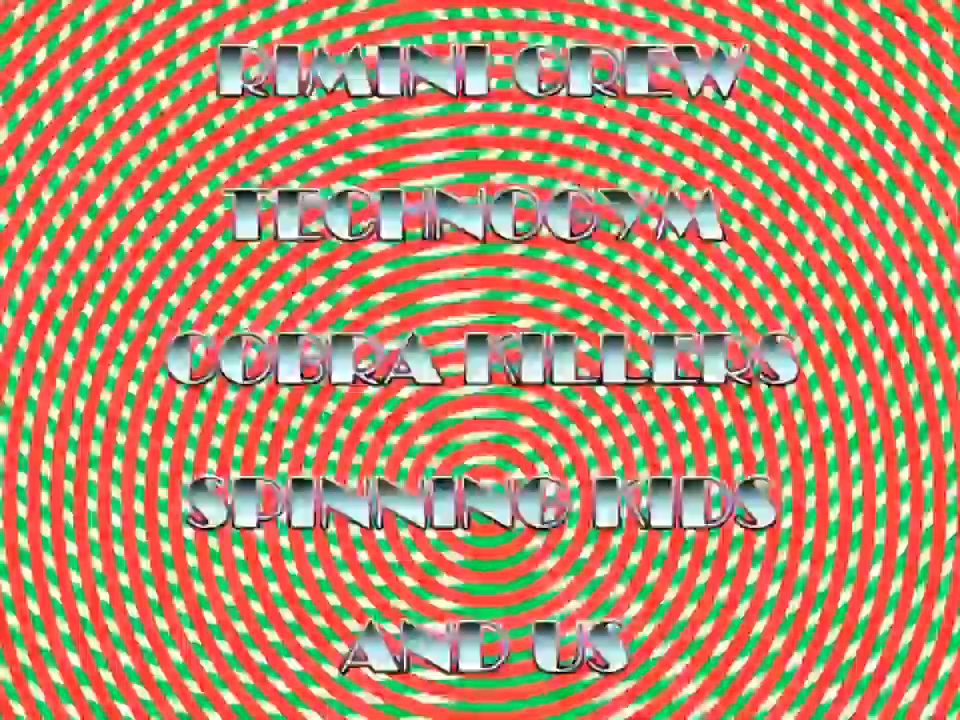 RIMINI CREW
TECHNOGYM
COBRA KILLERS
SPINNING KIDS
AND US